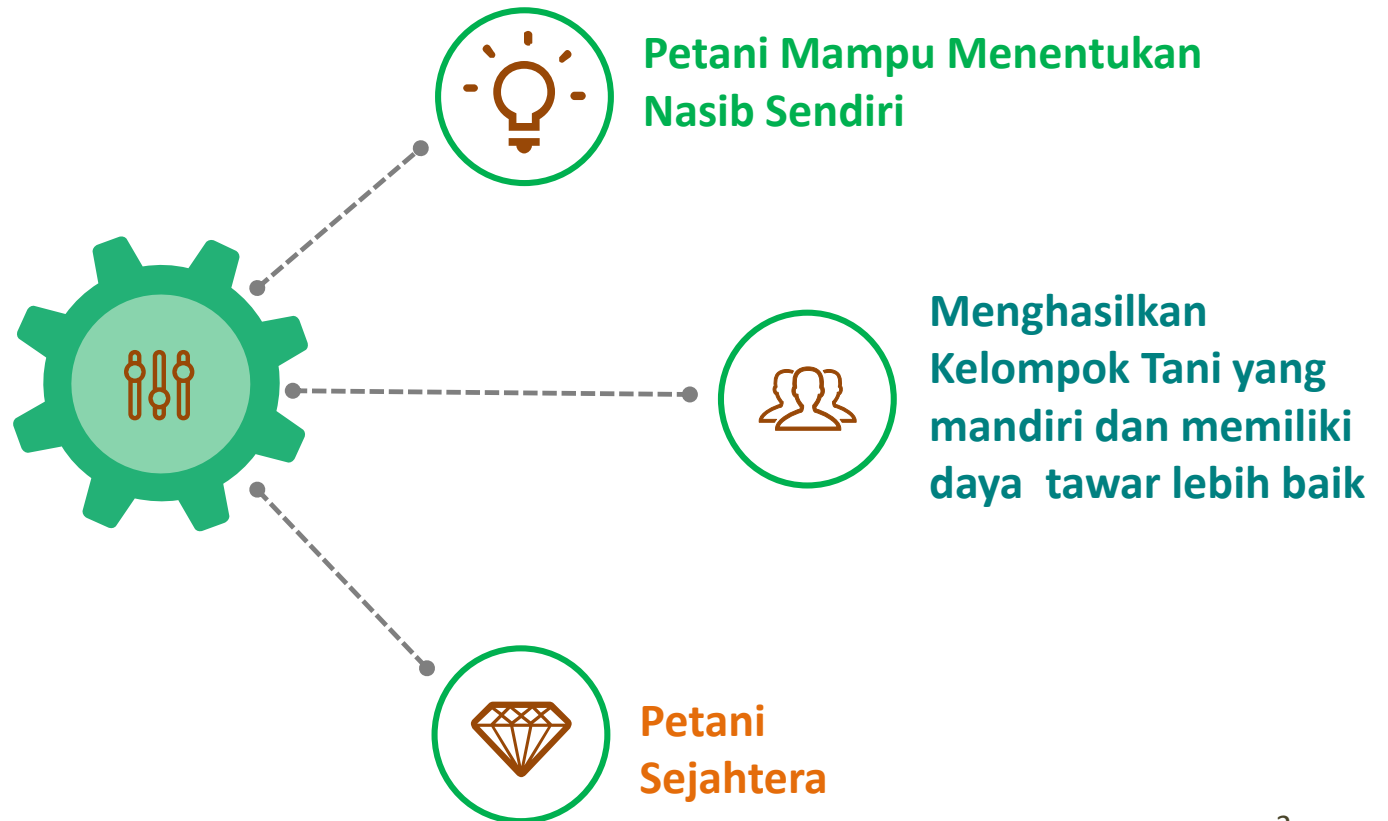 Petani Mampu Menentukan
Nasib Sendiri
Menghasilkan
Kelompok Tani yang
mandiri dan memiliki
daya  tawar lebih baik
Petani
Sejahtera